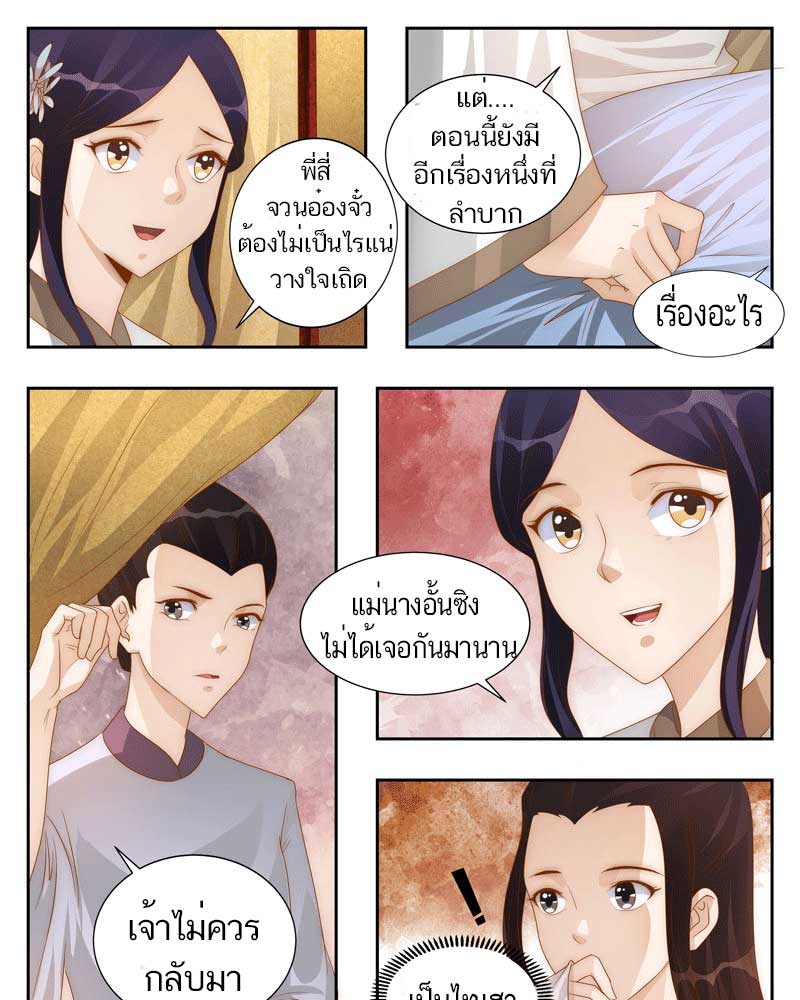 พี่สี่
จวนอ๋องจิ๋ว
ต้องไม่เป็นไรแน่
วางใจเถิด
แต่....
ตอนนี้ยังมี
อีกเรื่องหนึ่งที่
ลำบาก
เรื่องอะไร
แม่นางอั้นซิง
ไม่ได้เจอกันมานาน
เจ้าไม่ควร
กลับมา
!